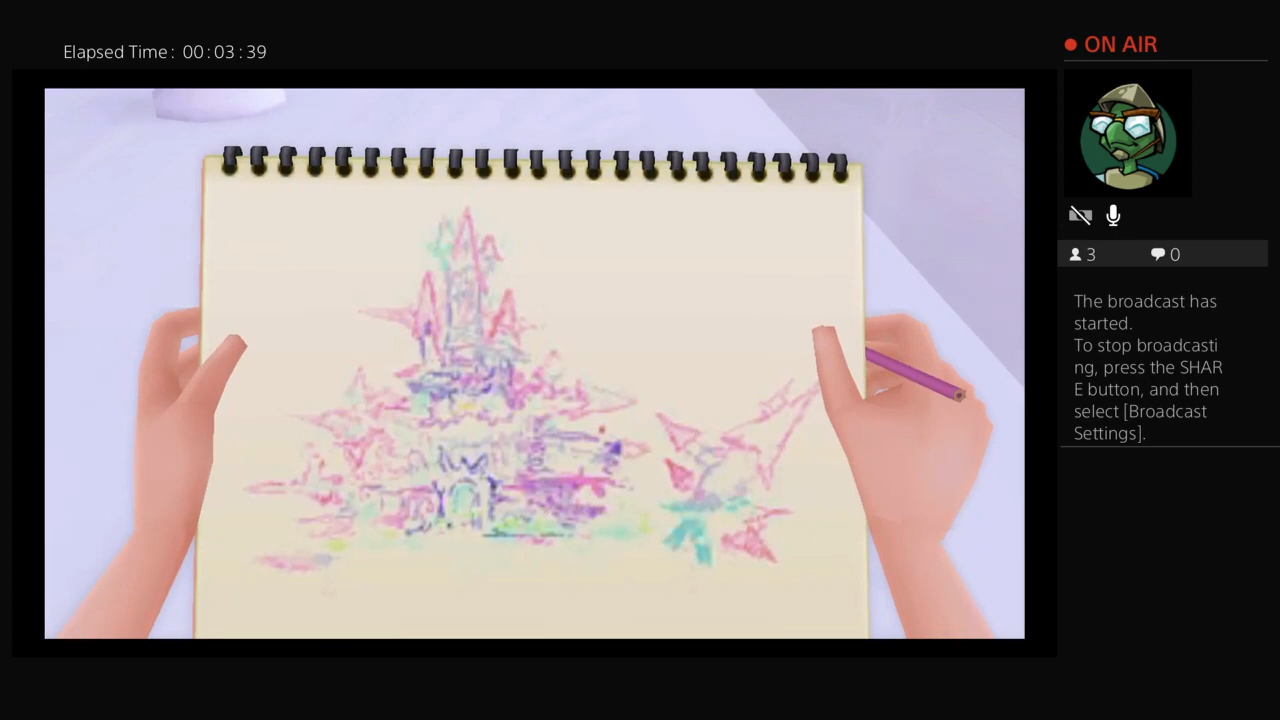 Elapsed Time: 00:03:39
ON AIR
3
0
The broadcast has
started.
To stop broadcasti
ng, press the SHAR
E button, and then
select [Broadcast
Settings].